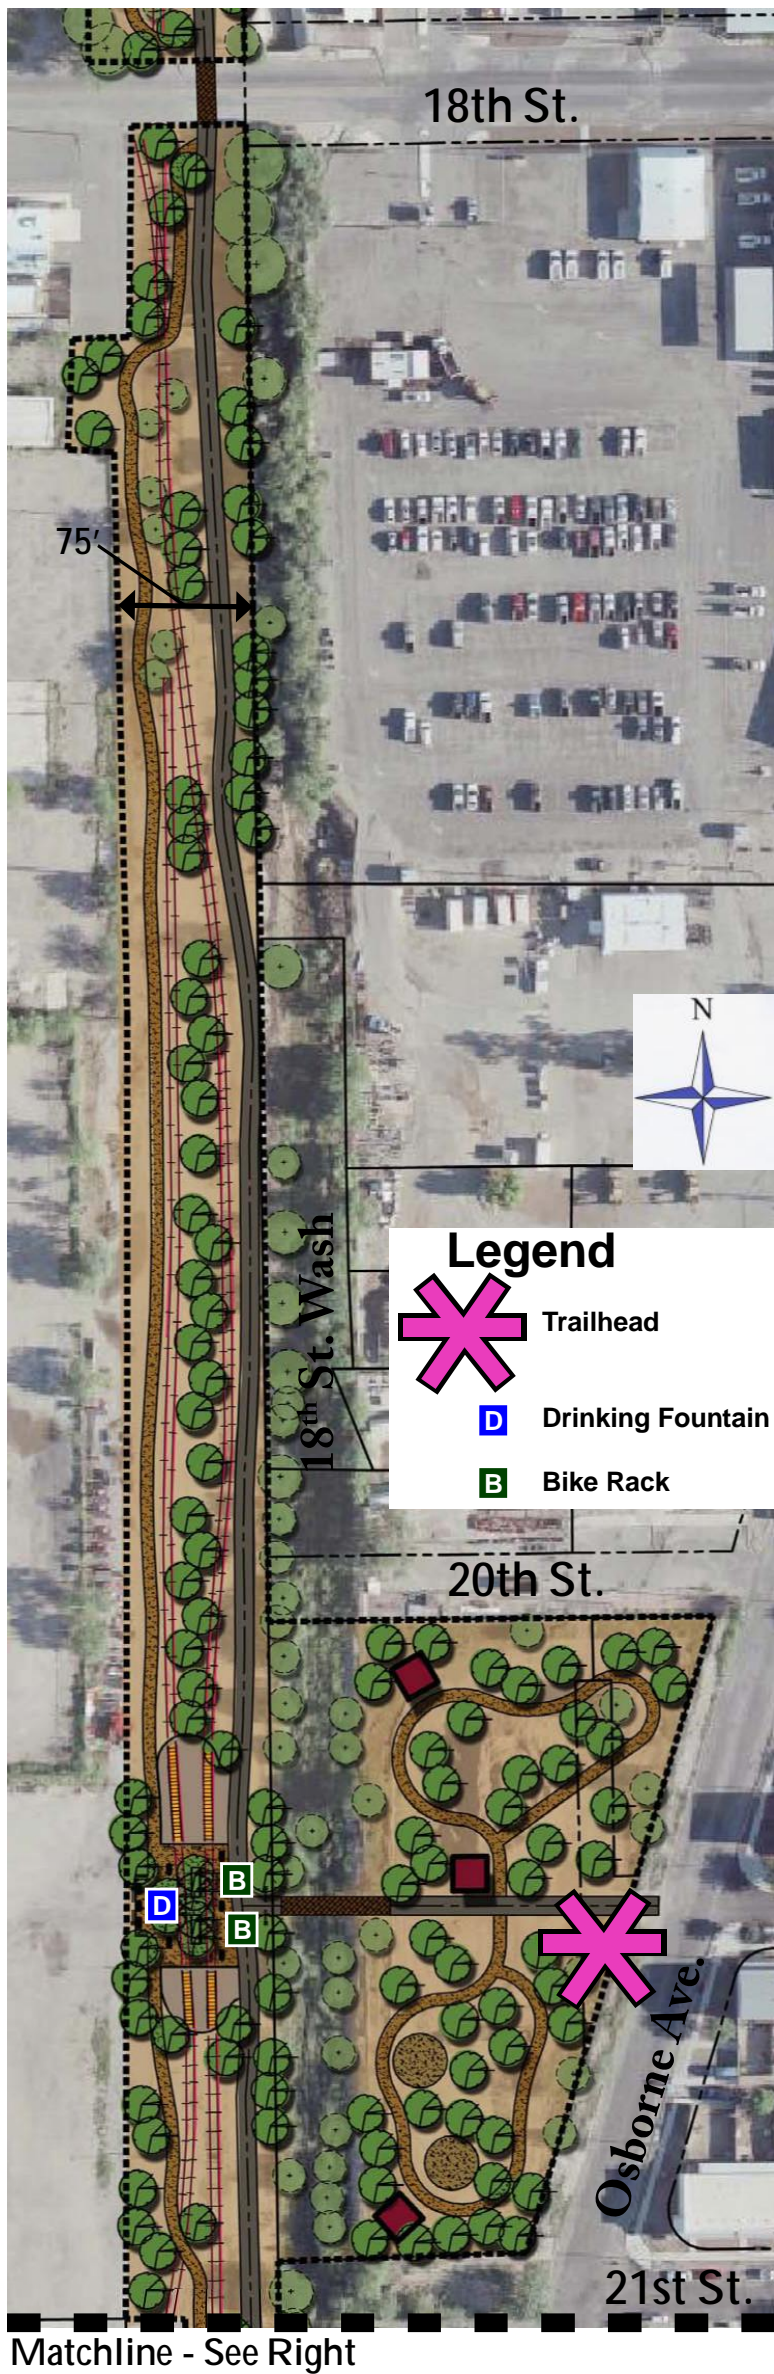 18th St.
75'
N
Legend
Trailhead
D Drinking Fountain
B Bike Rack
18th St. Wash
20th St.
B
D
B
Osborne Ave.
21st St.
Matchline - See Right